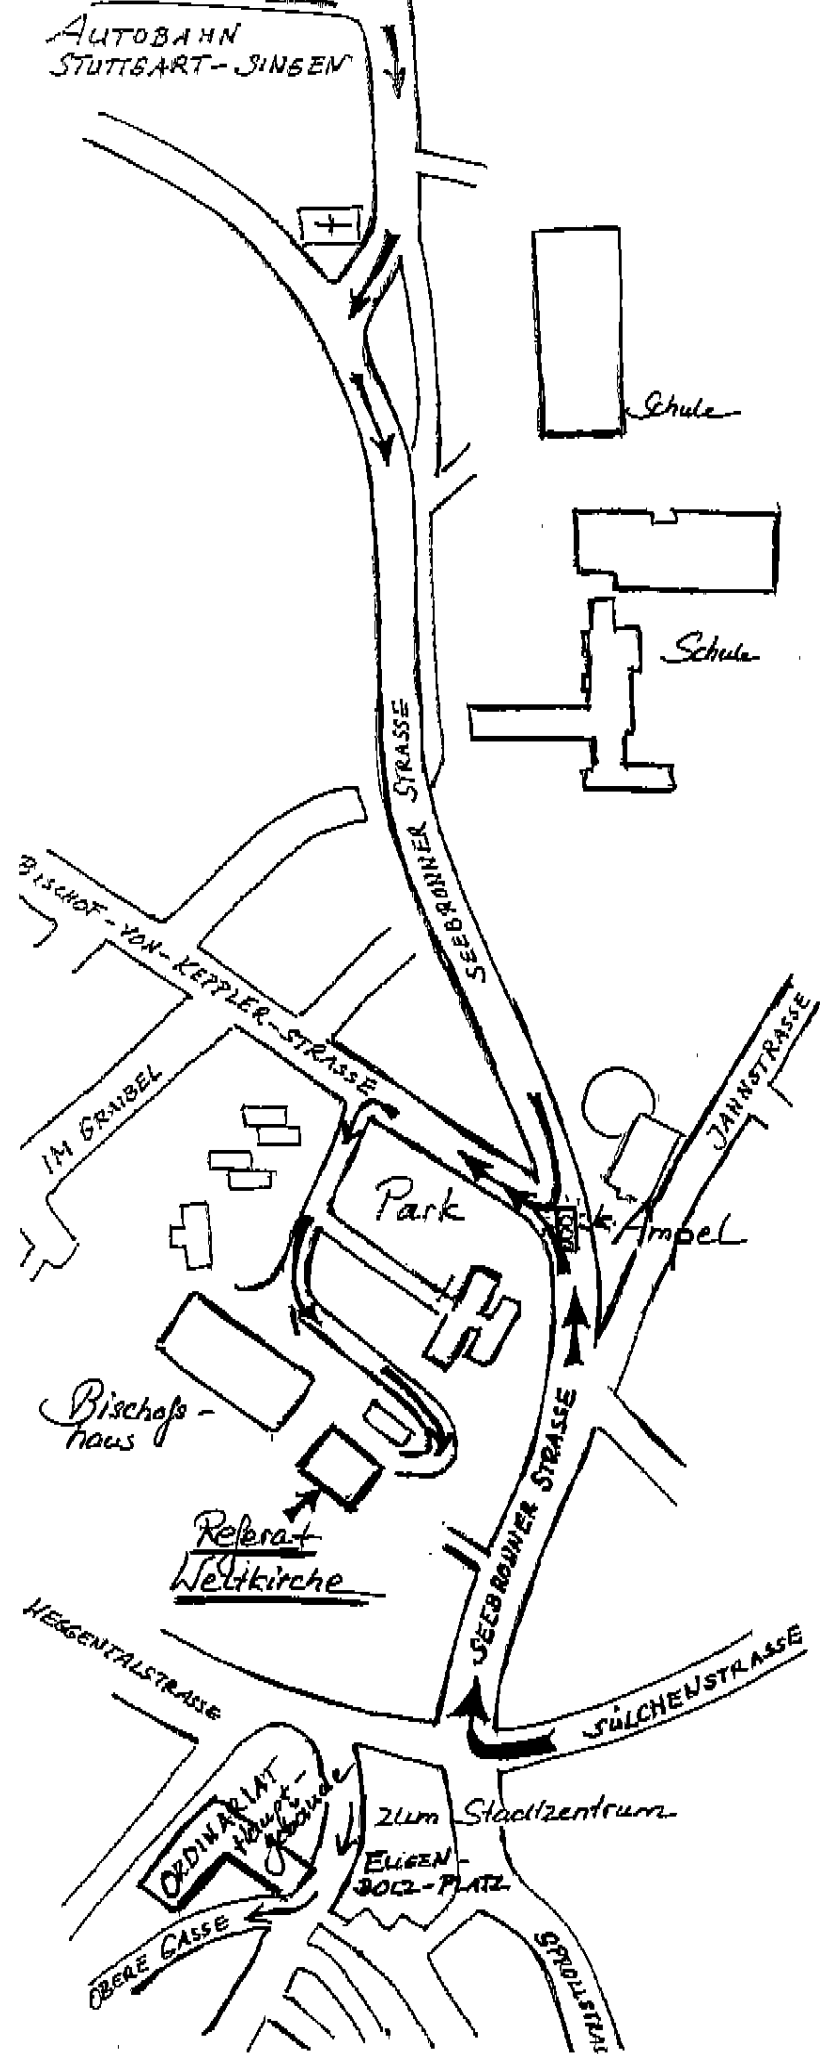 AUTOBAHN
STUTTGART-SINGEN
Schule
Schule
SEEBRONNER STRASSE
BISCHOF-VON-KEPPLER-STRASSE
JAHNSTRASSE
IM GRAIBEL
Park
Ampel
Bischofs-
haus
SEEBRONNER STRASSE
Referat
Weltkirche
HEGGENTALSTRASSE
SÜLCHENSTRASSE
ORDINARIAT
Haupt-
gebäude
zum Stadtzentrum
EUGEN-
BOLZ-PLATZ
OBERE GASSE
SPROLLSTRAS